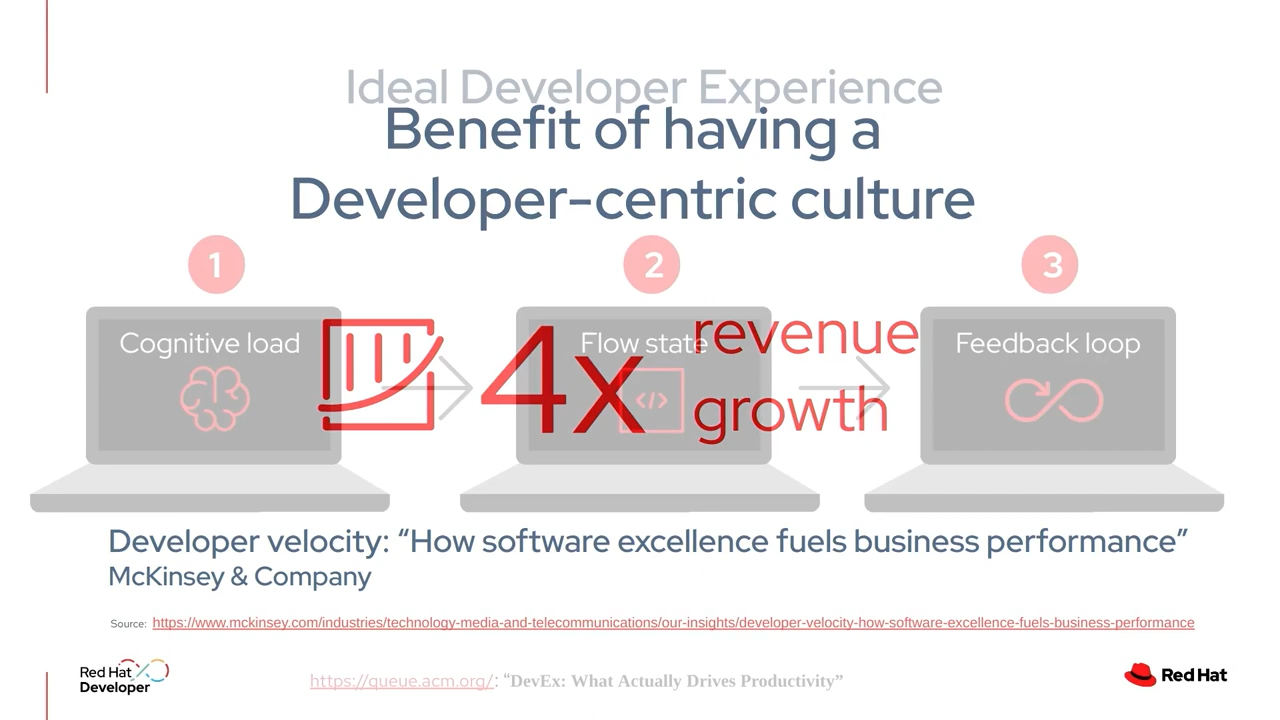 Ideal Developer Experience
Benefit of having a
Developer-centric culture
1
2
3
Cognitive load
Flow state
Feedback loop
4x
revenue
growth
</>
Developer velocity: “How software excellence fuels business performance”
McKinsey & Company
Source: https://www.mckinsey.com/industries/technology-media-and-telecommunications/our-insights/developer-velocity-how-software-excellence-fuels-business-performance
Red Hat
Developer
https://queue.acm.org/: “DevEx: What Actually Drives Productivity”
Red Hat